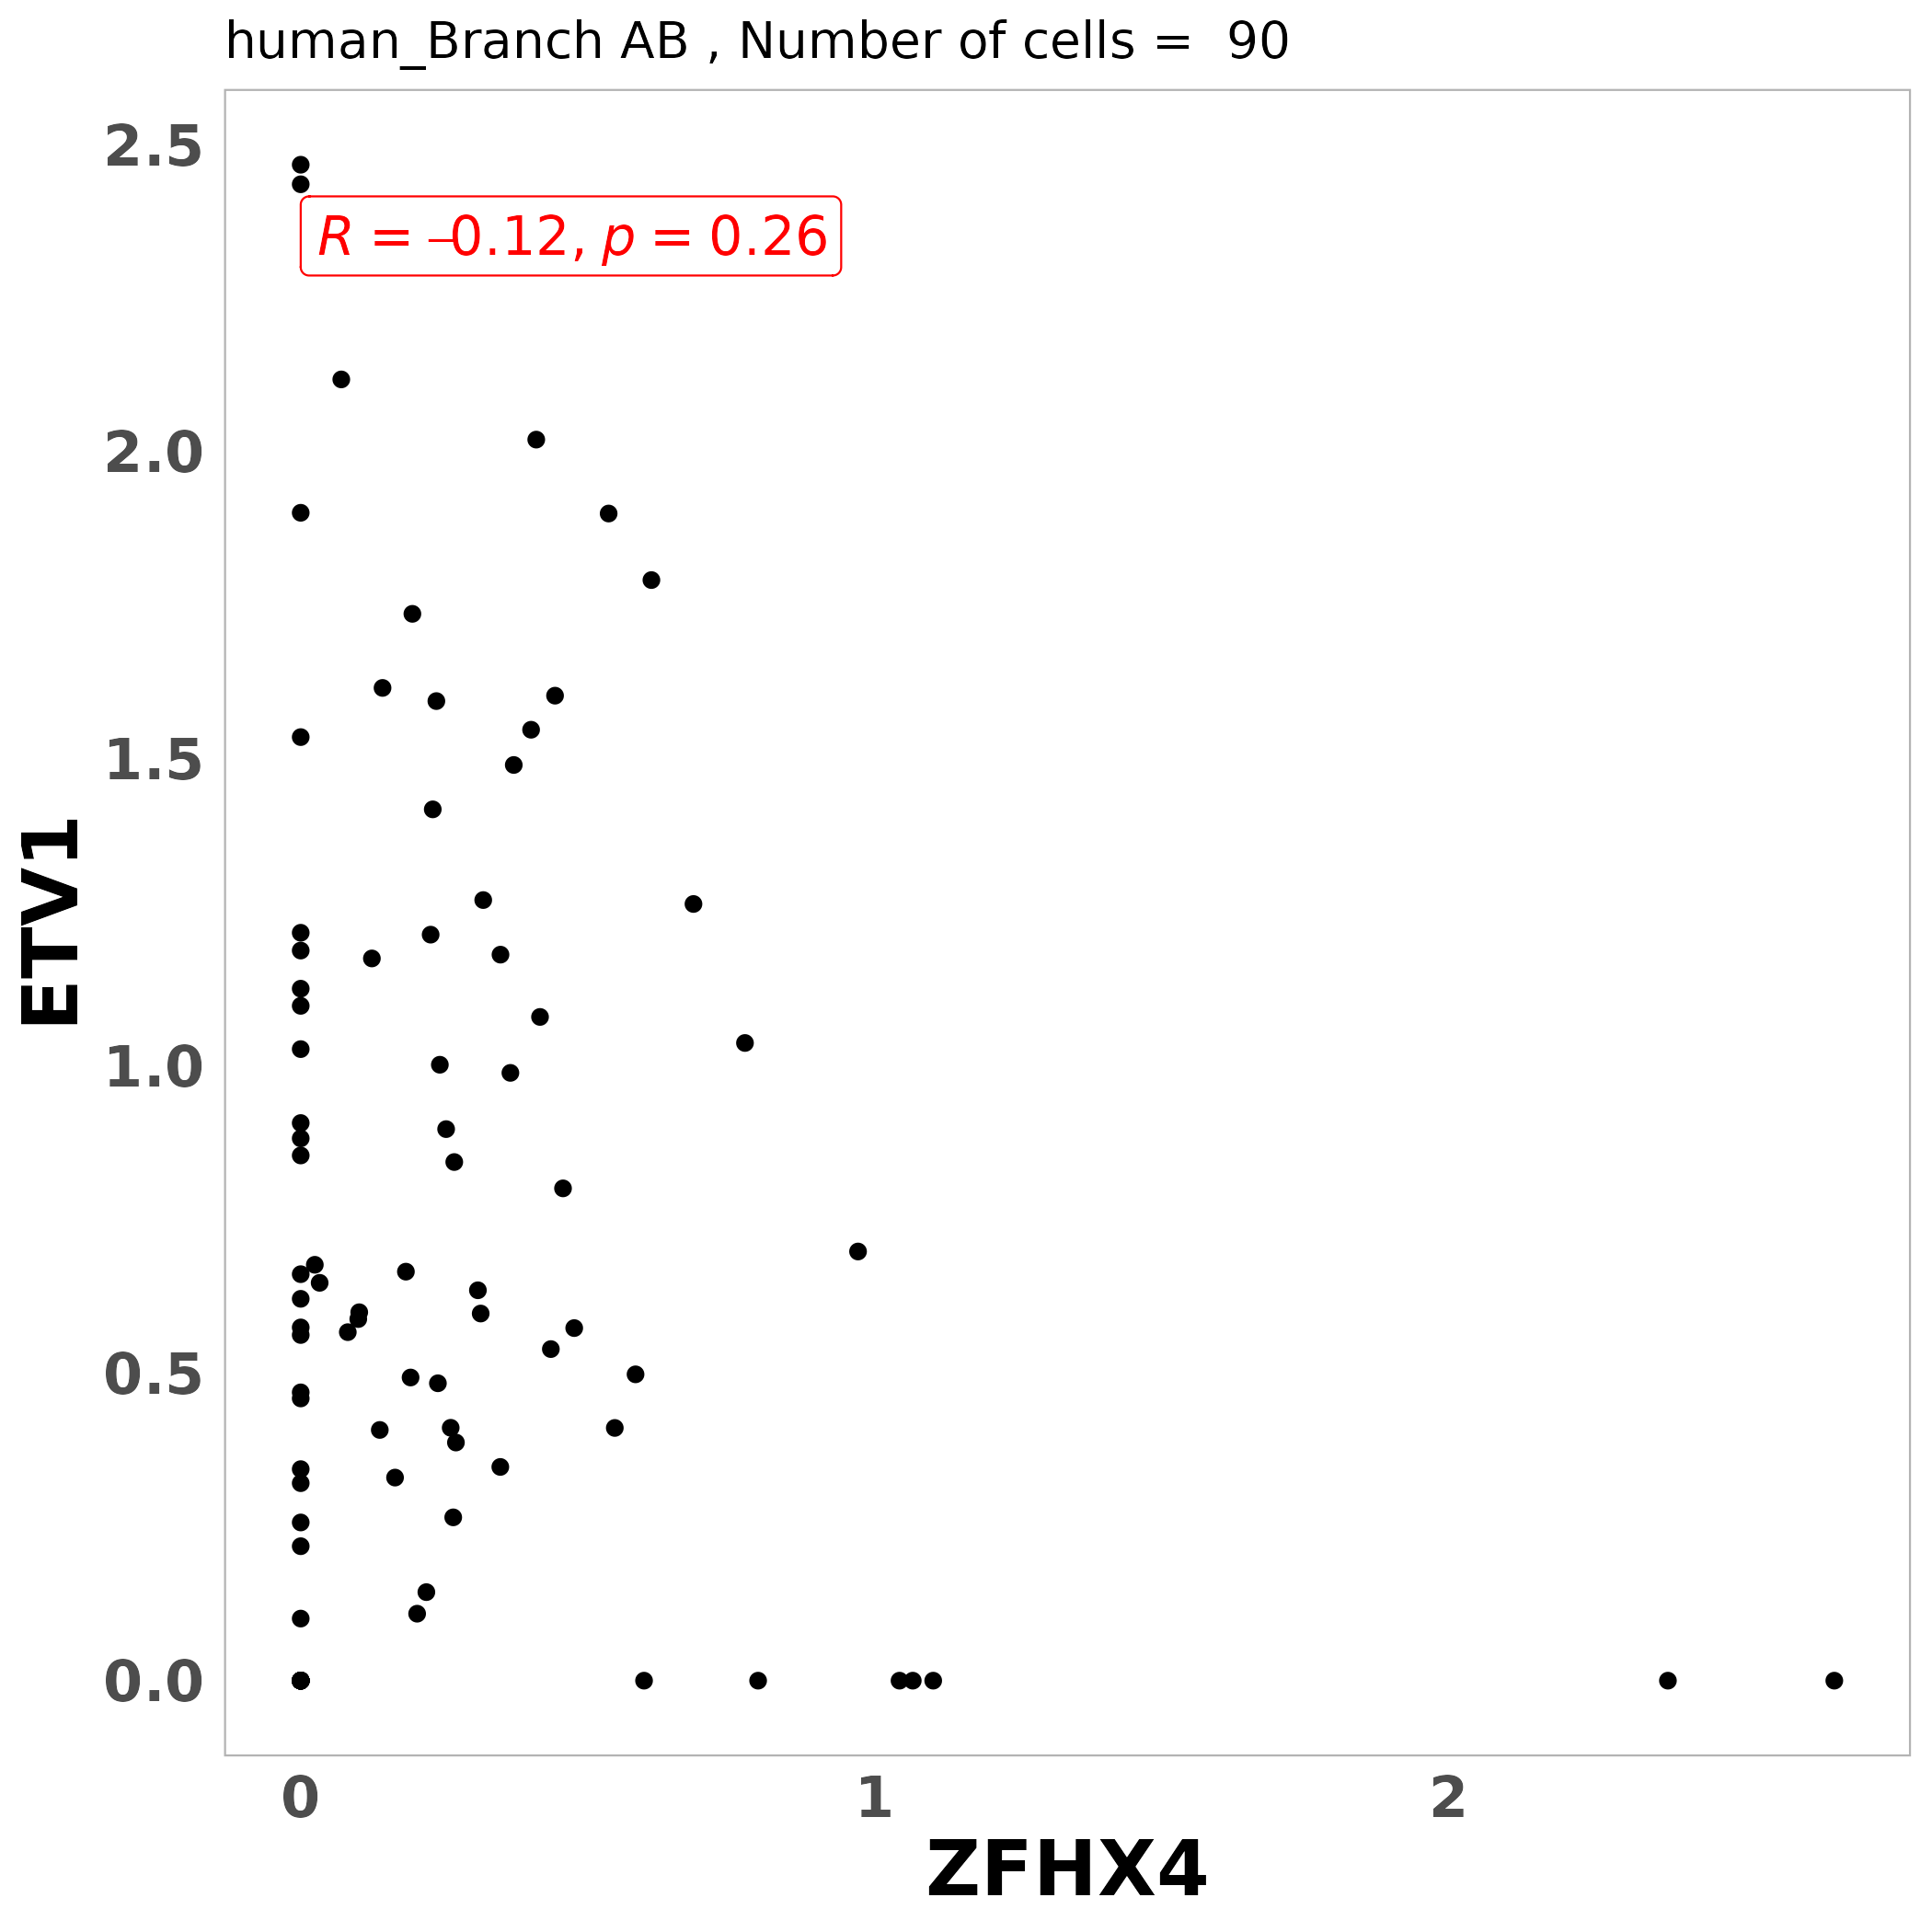 human_Branch AB , Number of cells =  90
2.5
R = –0.12, p = 0.26
2.0
1.5
ETV1
1.0
0.5
0.0
0 1 2
ZFHX4